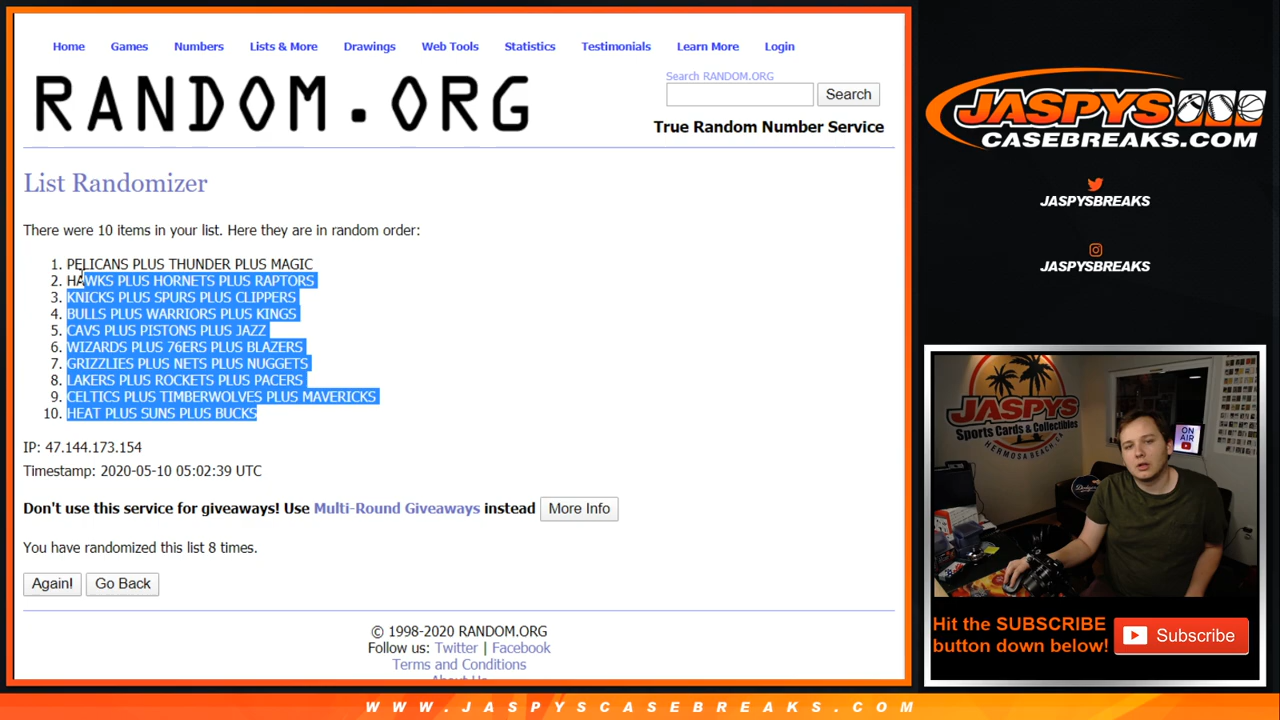 Home Games Numbers Lists & More Drawings Web Tools Statistics Testimonials Learn More Login
RANDOM.ORG
Search RANDOM.ORG
Search
True Random Number Service
List Randomizer
There were 10 items in your list. Here they are in random order:
1. PELICANS PLUS THUNDER PLUS MAGIC
2. HAWKS PLUS HORNETS PLUS RAPTORS
3. KNICKS PLUS SPURS PLUS CLIPPERS
4. BULLS PLUS WARRIORS PLUS KINGS
5. CAVS PLUS PISTONS PLUS JAZZ
6. WIZARDS PLUS 76ERS PLUS BLAZERS
7. GRIZZLIES PLUS NETS PLUS NUGGETS
8. LAKERS PLUS ROCKETS PLUS PACERS
9. CELTICS PLUS TIMBERWOLVES PLUS MAVERICKS
10. HEAT PLUS SUNS PLUS BUCKS
IP: 47.144.173.154
Timestamp: 2020-05-10 05:02:39 UTC
Don't use this service for giveaways! Use Multi-Round Giveaways instead More Info
You have randomized this list 8 times.
Again! Go Back
© 1998-2020 RANDOM.ORG
Follow us: Twitter | Facebook
Terms and Conditions
About Us
JASPYS
CASEBREAKS.COM
JASPYSBREAKS
JASPYSBREAKS
JASPYS
Sports Cards & Collectibles
HERMOSA BEACH, CA
ON
AIR
Dodgers
Hit the SUBSCRIBE
button down below!
Subscribe
WWW.JASPYSCASEBREAKS.COM